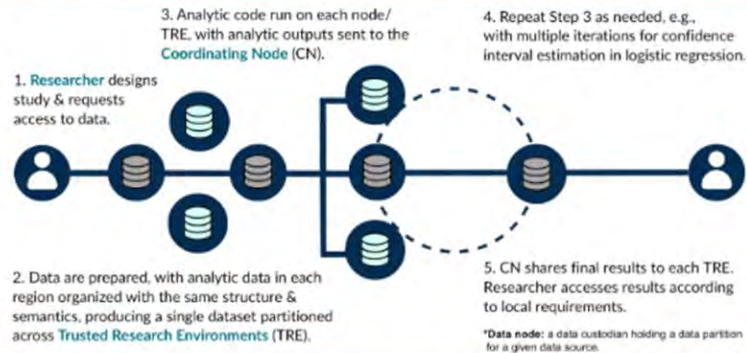 3. Analytic code run on each node/
TRE, with analytic outputs sent to the
Coordinating Node (CN).
4. Repeat Step 3 as needed, e.g.,
with multiple iterations for confidence
interval estimation in logistic regression.
1. Researcher designs
study & requests
access to data.
2. Data are prepared, with analytic data in each
region organized with the same structure &
semantics, producing a single dataset partitioned
across Trusted Research Environments (TRE).
5. CN shares final results to each TRE.
Researcher accesses results according
to local requirements.
*Data node: a data custodian holding a data partition
for a given data source.